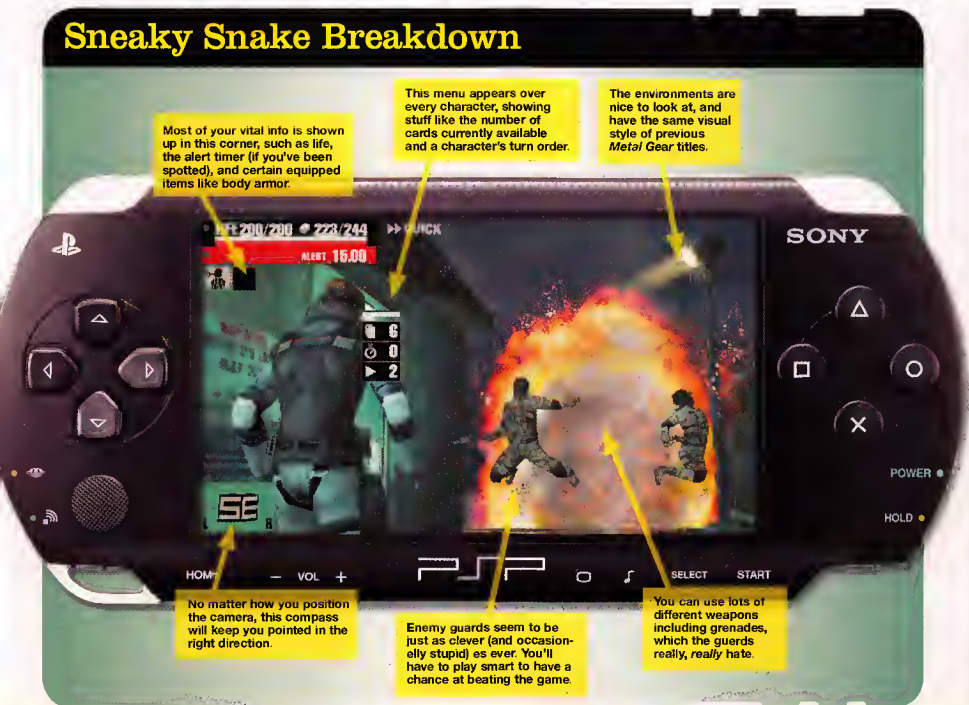 Sneaky Snake Breakdown
This menu appears over
every character, showing
stuff like the number of
cards currently available
and a character's turn order.
The environments are
nice to look at, and
have the same visual
style of previous
Metal Gear titles.
Most of your vital info is shown
up in this corner, such as life,
the alert timer (if you've been
spotted), and certain equipped
items like body armor.
200/200 223/244 QUICK
ALERT 15.00
6
0
2
SE
L R
SONY
POWER
HOLD
HOME
— VOL +
PSP
SELECT
START
No matter how you position
the camera, this compass
will keep you pointed in the
right direction.
Enemy guards seem to be
just as clever (and occasion-
elly stupid) es ever. You'll
have to play smart to have a
chance at beating the game.
You can use lots of
different weapons
including grenades,
which the guerds
really, really hate.